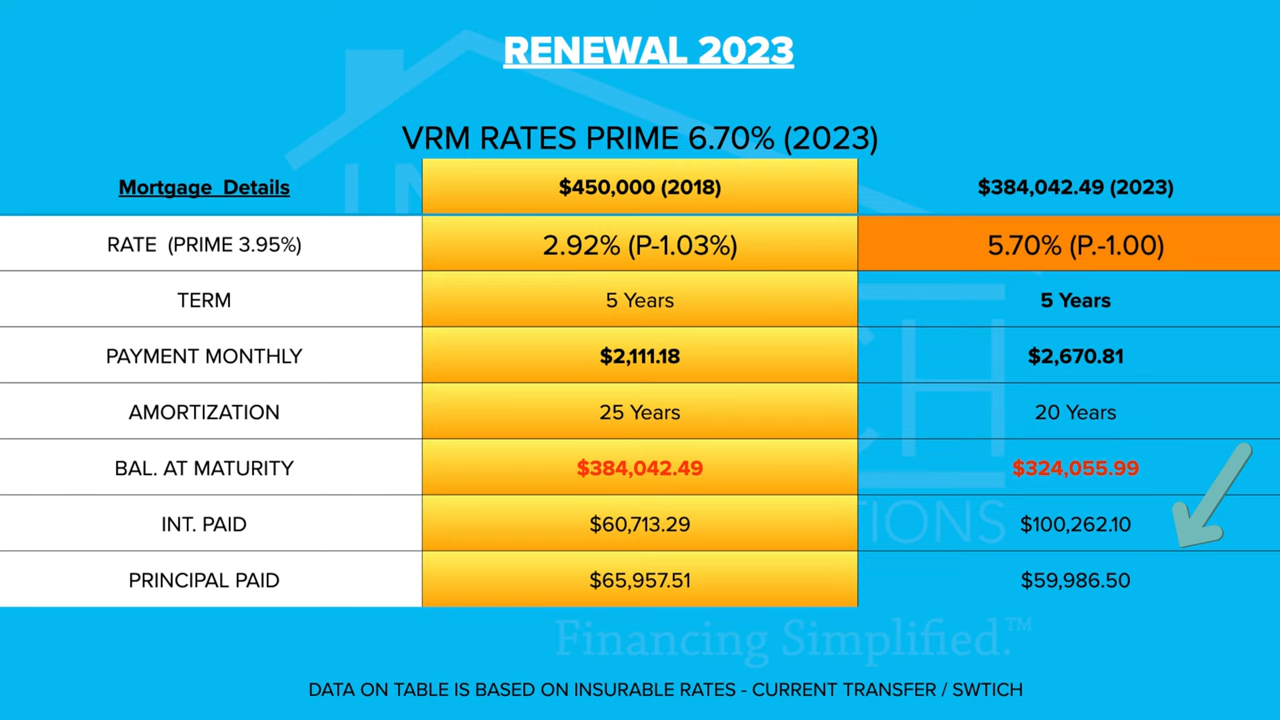 RENEWAL 2023
VRM RATES PRIME 6.70% (2023)
Mortgage Details $450,000 (2018) $384,042.49 (2023)
RATE (PRIME 3.95%) 2.92% (P-1.03%) 5.70% (P.-1.00)
TERM 5 Years 5 Years
PAYMENT MONTHLY $2,111.18 $2,670.81
AMORTIZATION 25 Years 20 Years
BAL. AT MATURITY $384,042.49 $324,055.99
INT. PAID $60,713.29 $100,262.10
PRINCIPAL PAID $65,957.51 $59,986.50
Financing Simplified.™
DATA ON TABLE IS BASED ON INSURABLE RATES - CURRENT TRANSFER / SWTICH